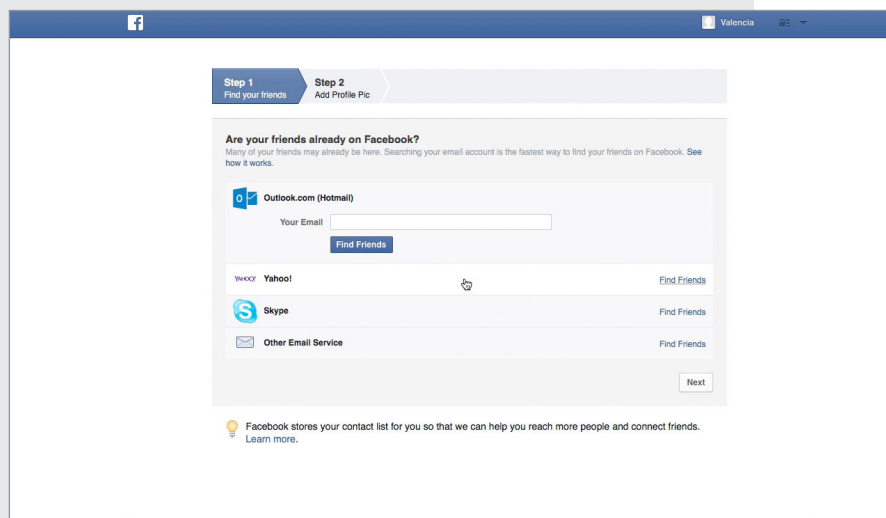 f
Valencia
Step 1
Find your friends
Step 2
Add Profile Pic
Are your friends already on Facebook?
Many of your friends may already be here. Searching your email account is the fastest way to find your friends on Facebook. See
how it works.
Outlook.com (Hotmail)
Your Email
Find Friends
YAHOO! Yahoo! Find Friends
Skype Find Friends
Other Email Service Find Friends
Next
Facebook stores your contact list for you so that we can help you reach more people and connect friends.
Learn more.